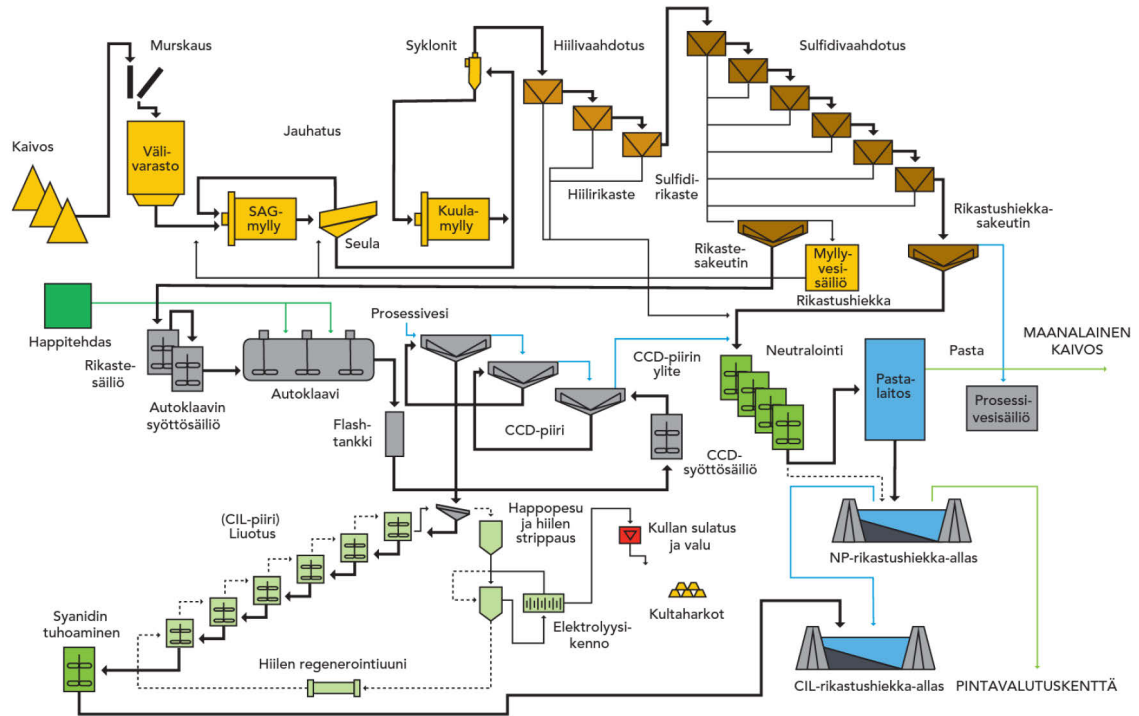 Murskaus
Syklonit
Hiilivaahdotus
Sulfidivaahdotus
Kaivos
Väli-
varasto
Jauhatus
SAG-
mylly
Seula
Kuula-
mylly
Hiilirikaste
Sulfidi-
rikaste
Rikaste-
sakeutin
Mylly-
vesi-
säiliö
Rikastushiekka-
sakeutin
Rikastushiekka
Happitehdas
Rikaste-
säiliö
Autoklaavin
syöttösäiliö
Autoklaavi
Prosessivesi
Flash-
tankki
CCD-piiri
CCD-piirin
ylite
CCD-
syöttösäiliö
Neutralointi
Pasta-
laitos
Pasta
MAANALAINEN
KAIVOS
Prosessi-
vesisäiliö
(CIL-piiri)
Liuotus
Happopesu
ja hiilen
strippaus
Kullan sulatus
ja valu
NP-rikastushiekka-allas
Kultaharkot
Elektrolyysi-
kenno
Syanidin
tuhoaminen
Hiilen regenerointiuuni
CIL-rikastushiekka-allas
PINTAVALUTUSKENTTÄ